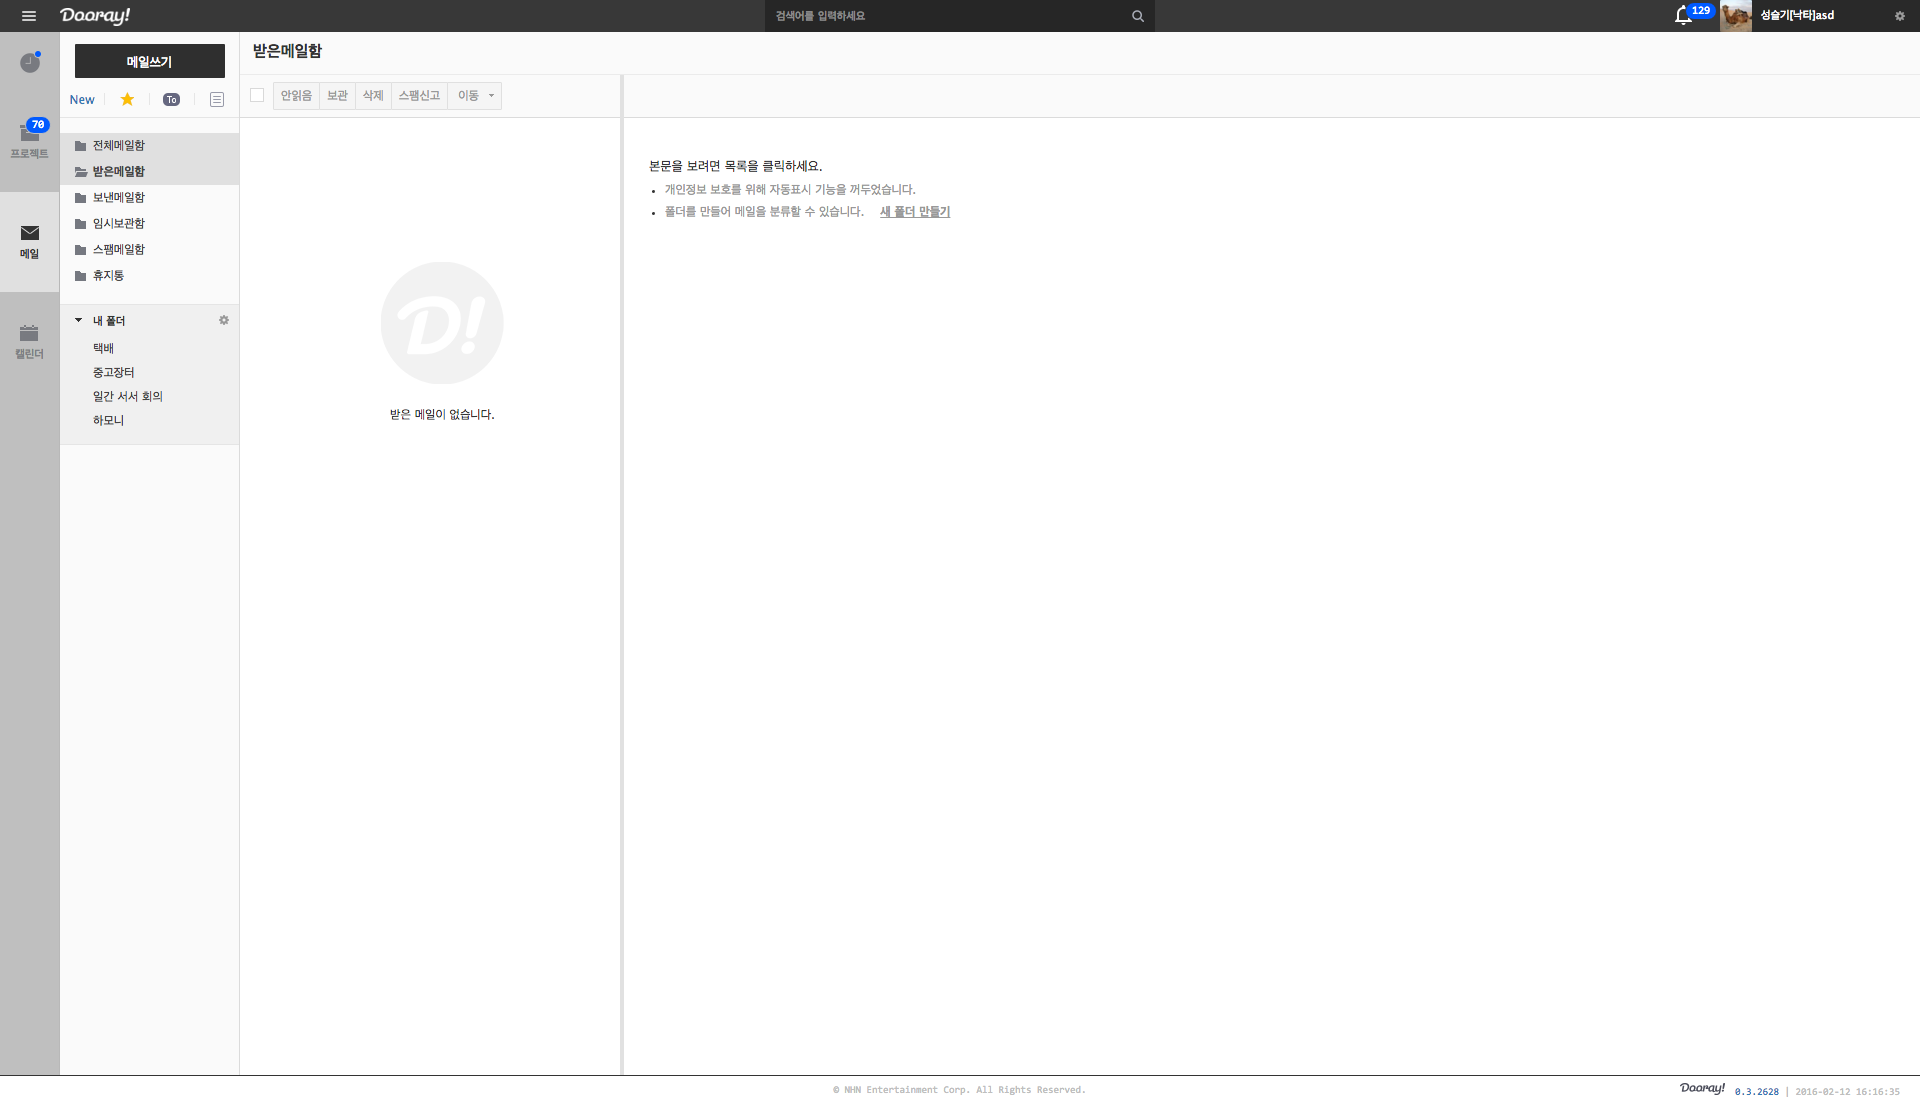 Dooray!
검색어를 입력하세요
129
성슬기[낙타]asd
메일쓰기
New
To
70
프로젝트
메일
캘린더
전체메일함
받은메일함
보낸메일함
임시보관함
스팸메일함
휴지통
내 폴더
택배
중고장터
일간 서서 회의
하모니
받은메일함
안읽음 보관 삭제 스팸신고 이동
D!
받은 메일이 없습니다.
본문을 보려면 목록을 클릭하세요.
개인정보 보호를 위해 자동표시 기능을 꺼두었습니다.
폴더를 만들어 메일을 분류할 수 있습니다. 새 폴더 만들기
© NHN Entertainment Corp. All Rights Reserved.
Dooray! 0.3.2628 | 2016-02-12 16:16:35